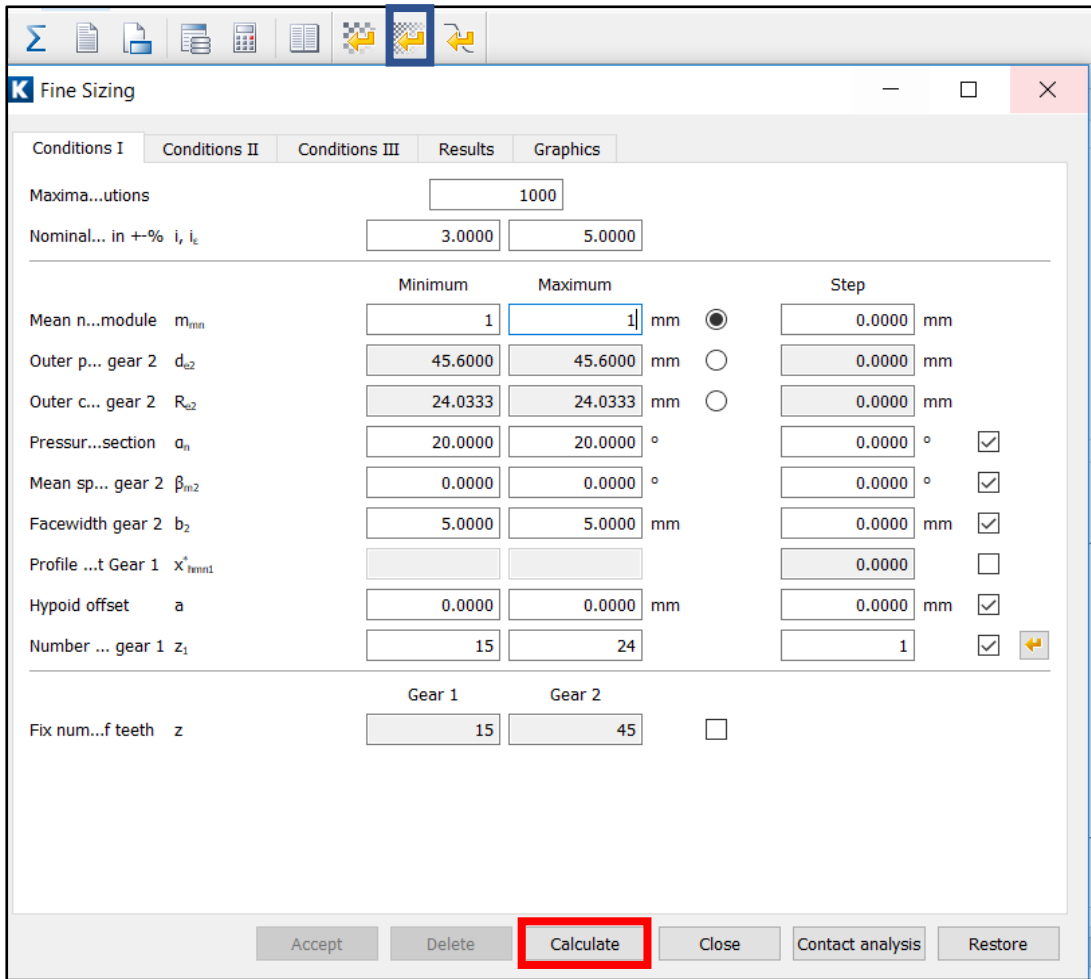 Σ
K Fine Sizing
Conditions I Conditions II Conditions III Results Graphics
Maxima...utions 1000
Nominal... in +-% i, iε 3.0000 5.0000
Minimum Maximum Step
Mean n...module mmn 1 1 mm 0.0000 mm
Outer p... gear 2 de2 45.6000 45.6000 mm 0.0000 mm
Outer c... gear 2 Re2 24.0333 24.0333 mm 0.0000 mm
Pressur...section αn 20.0000 20.0000 ° 0.0000 °
Mean sp... gear 2 βm2 0.0000 0.0000 ° 0.0000 °
Facewidth gear 2 b2 5.0000 5.0000 mm 0.0000 mm
Profile ...t Gear 1 x*hmn1 0.0000
Hypoid offset a 0.0000 0.0000 mm 0.0000 mm
Number ... gear 1 z1 15 24 1
Gear 1 Gear 2
Fix num...f teeth z 15 45
Accept Delete Calculate Close Contact analysis Restore